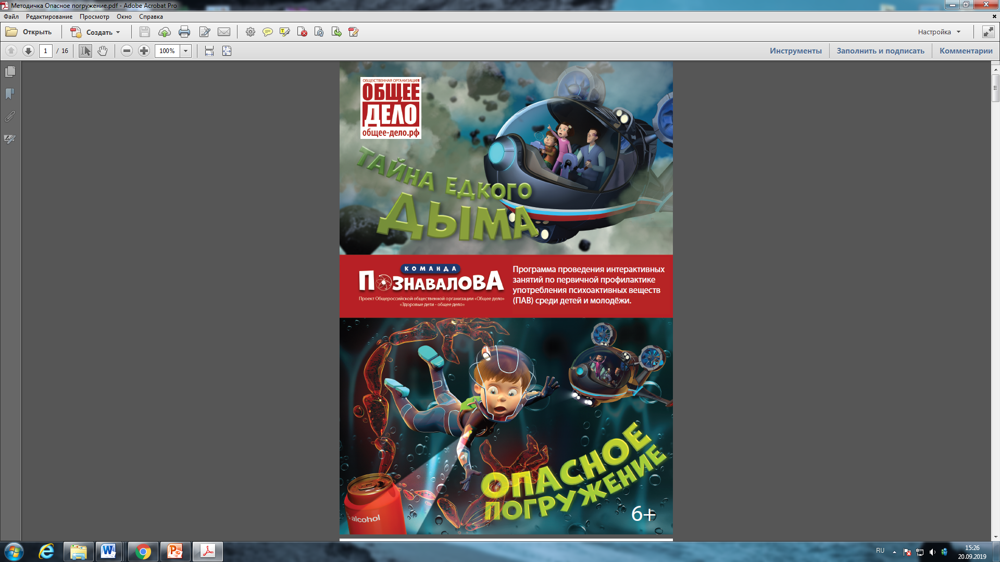 Методичка Опасное погружение.pdf - Adobe Acrobat Pro
Файл Редактирование Просмотр Окно Справка
Открыть Создать Настройка
1 / 16 100% Инструменты Заполнить и подписать Комментарии
ОБЩЕСТВЕННАЯ ОРГАНИЗАЦИЯ
ОБЩЕЕ
ДЕЛО
общее-дело.рф
ТАЙНА ЕДКОГО
ДЫМА
КОМАНДА
ПОЗНАВАЛОВА
Проект Общероссийской общественной организации «Общее дело»
«Здоровые дети - общее дело»
Программа проведения интерактивных
занятий по первичной профилактике
употребления психоактивных веществ
(ПАВ) среди детей и молодёжи.
% alcohol
ОПАСНОЕ
ПОГРУЖЕНИЕ
6+
RU
15:26
20.09.2019